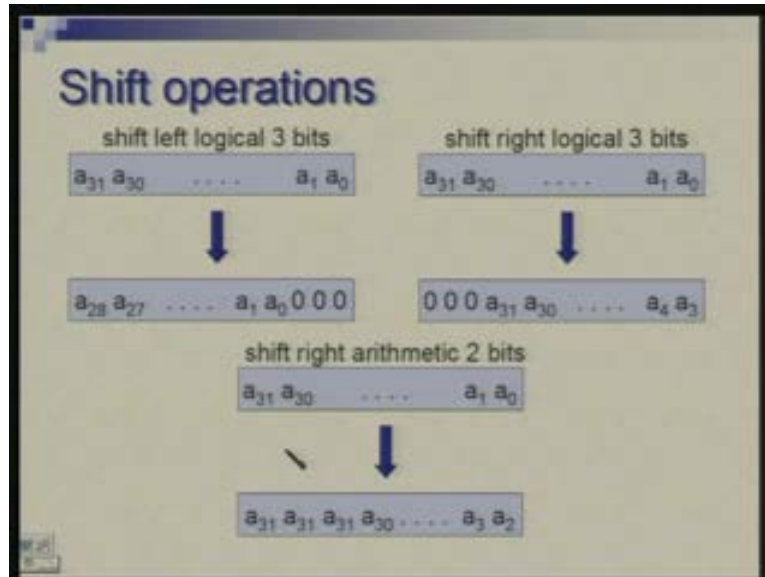 Shift operations
shift left logical 3 bits
a31 a30 .... a1 a0
a28 a27 .... a1 a0 0 0 0
shift right logical 3 bits
a31 a30 .... a1 a0
0 0 0 a31 a30 .... a4 a3
shift right arithmetic 2 bits
a31 a30 .... a1 a0
a31 a31 a31 a30 .... a3 a2